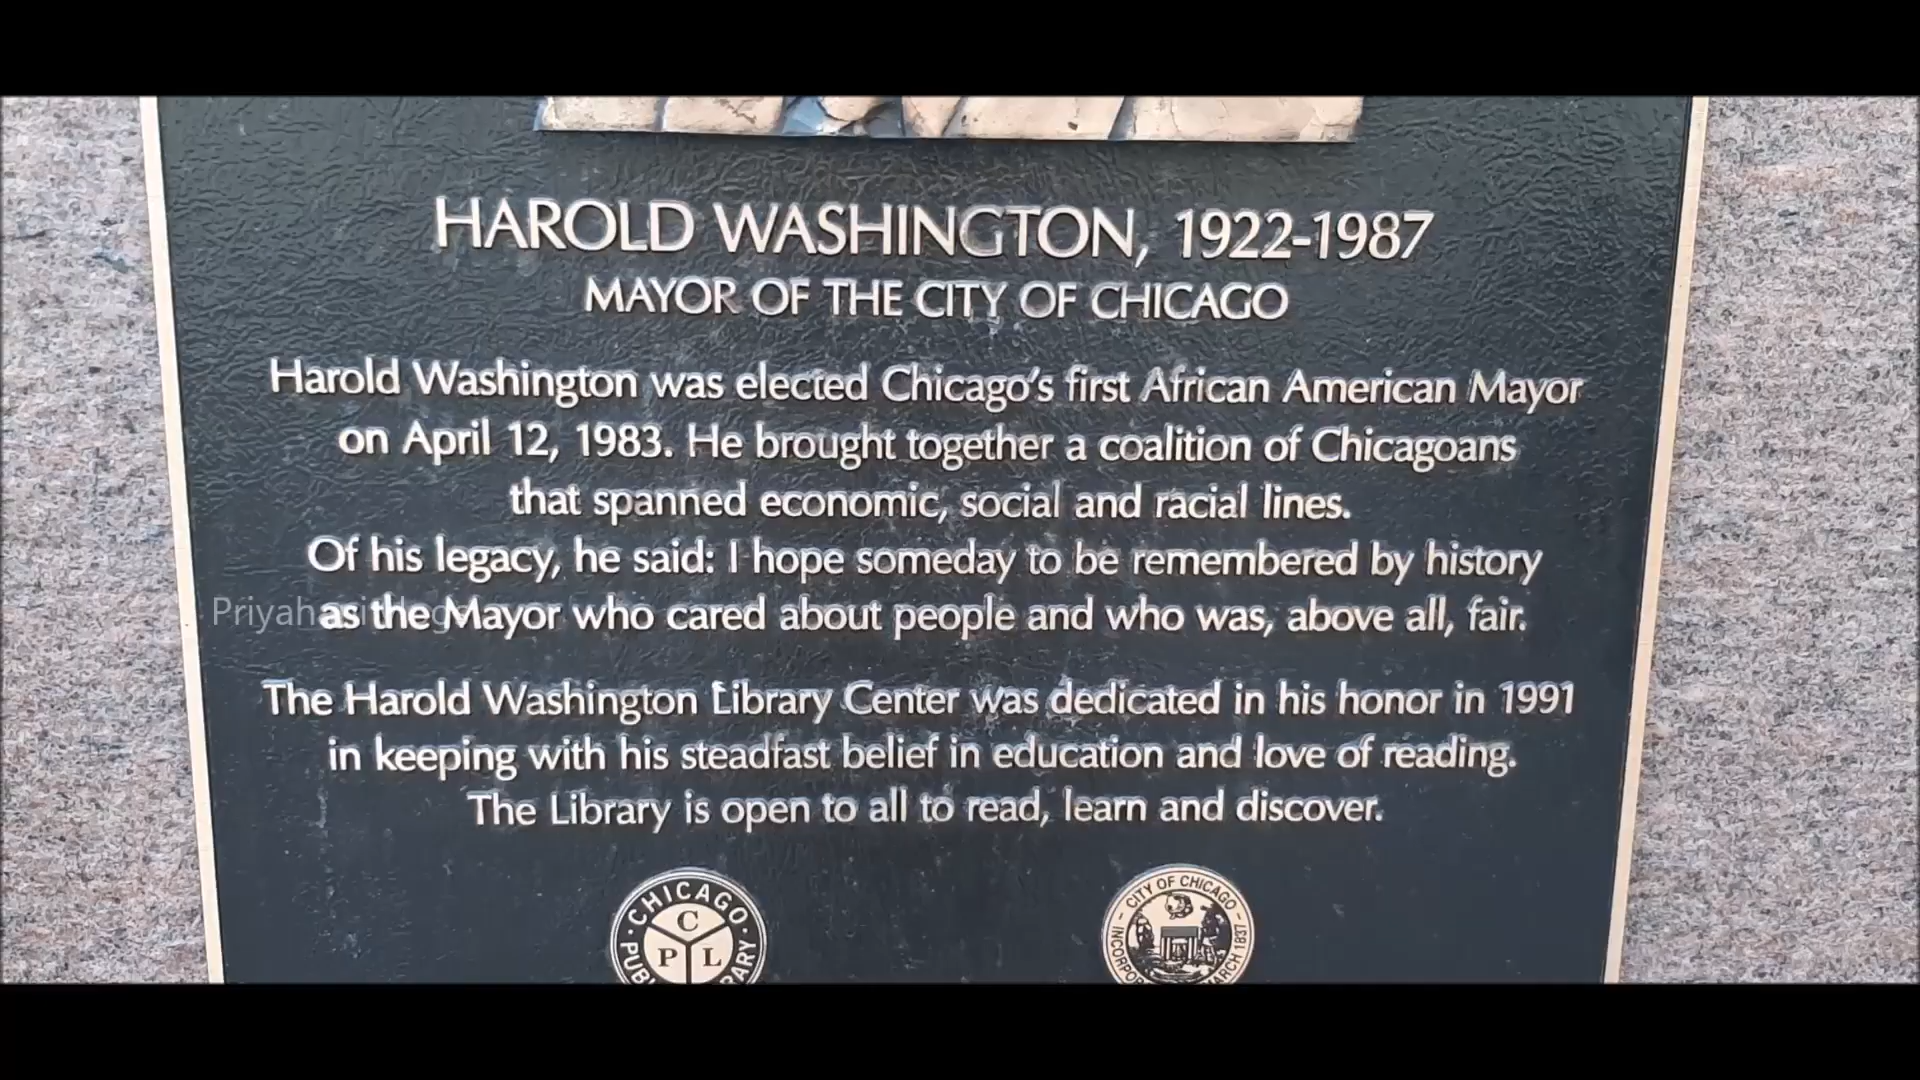 HAROLD WASHINGTON, 1922-1987
MAYOR OF THE CITY OF CHICAGO
Harold Washington was elected Chicago's first African American Mayor
on April 12, 1983. He brought together a coalition of Chicagoans
that spanned economic, social and racial lines.
Of his legacy, he said: I hope someday to be remembered by history
as the Mayor who cared about people and who was, above all, fair.
The Harold Washington Library Center was dedicated in his honor in 1991
in keeping with his steadfast belief in education and love of reading.
The Library is open to all to read, learn and discover.
CHICAGO
C
P L
CITY OF CHICAGO
MARCH 1837